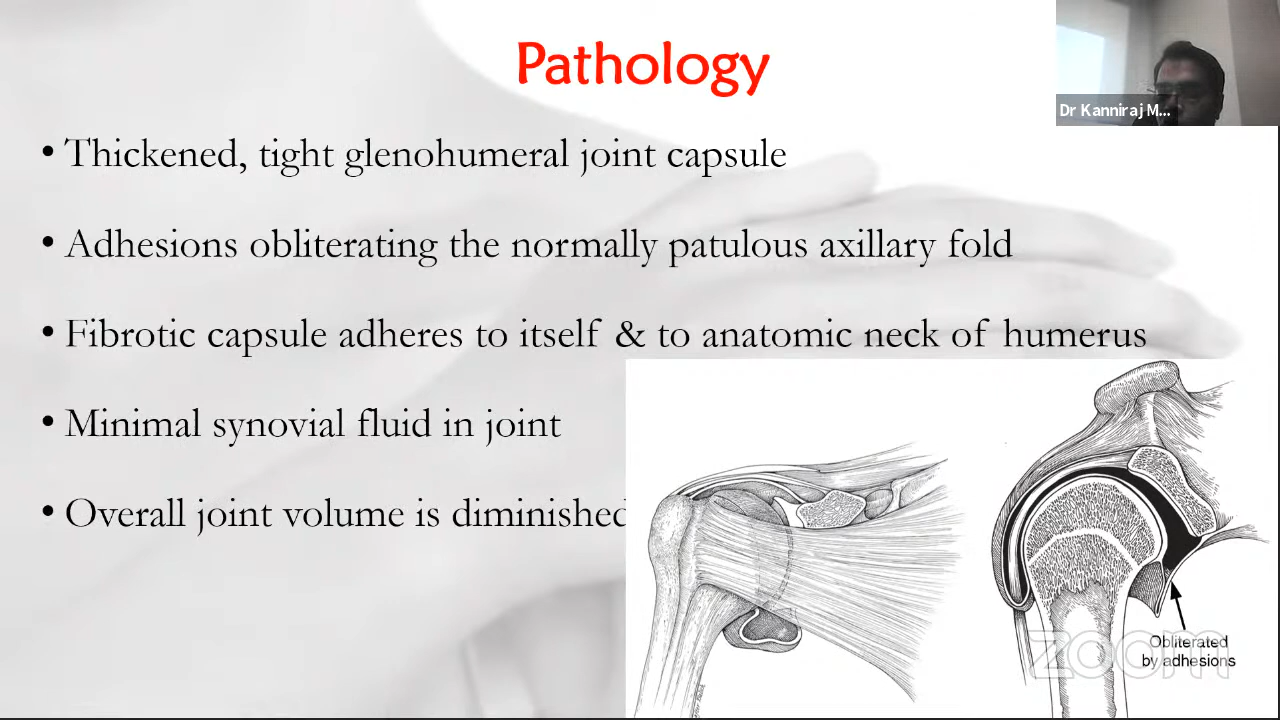 Pathology
Dr Kanniraj M...
• Thickened, tight glenohumeral joint capsule
• Adhesions obliterating the normally patulous axillary fold
• Fibrotic capsule adheres to itself & to anatomic neck of humerus
• Minimal synovial fluid in joint
• Overall joint volume is diminished
Obliterated
by adhesions
zoom